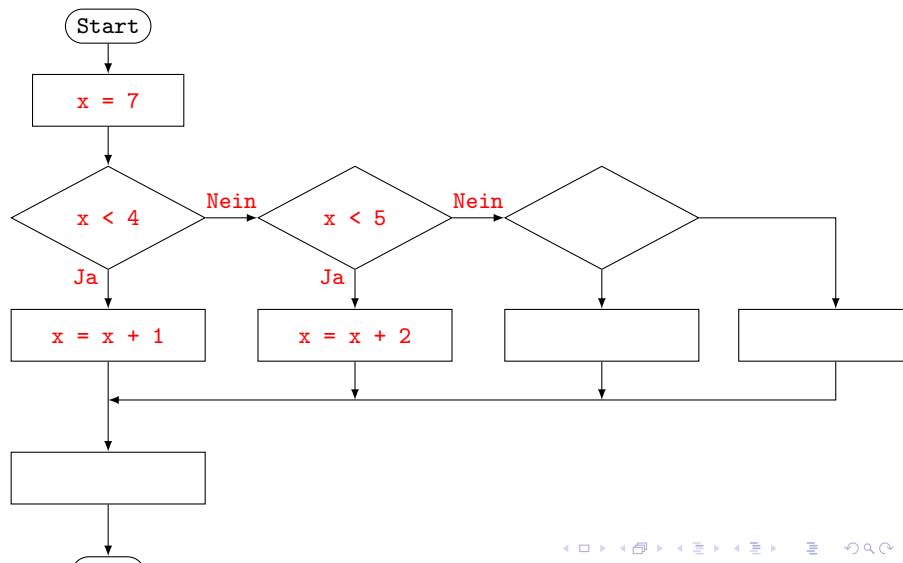 Start
x = 7
x < 4
Nein
x < 5
Nein
Ja
Ja
x = x + 1
x = x + 2